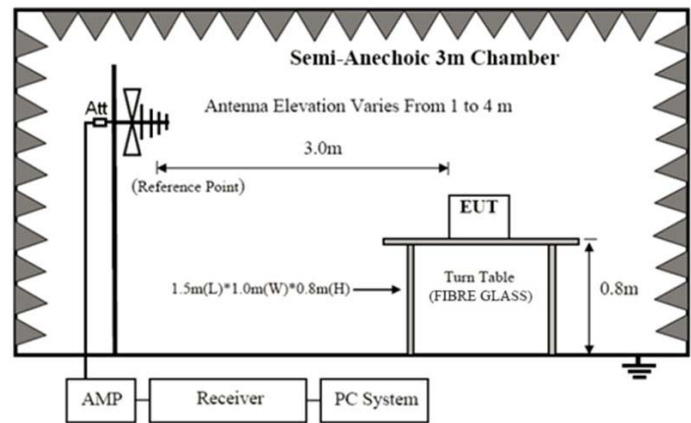 Semi-Anechoic 3m Chamber
Att
Antenna Elevation Varies From 1 to 4 m
3.0m
(Reference Point)
EUT
1.5m(L)*1.0m(W)*0.8m(H)
Turn Table
(FIBRE GLASS)
0.8m
AMP
Receiver
PC System